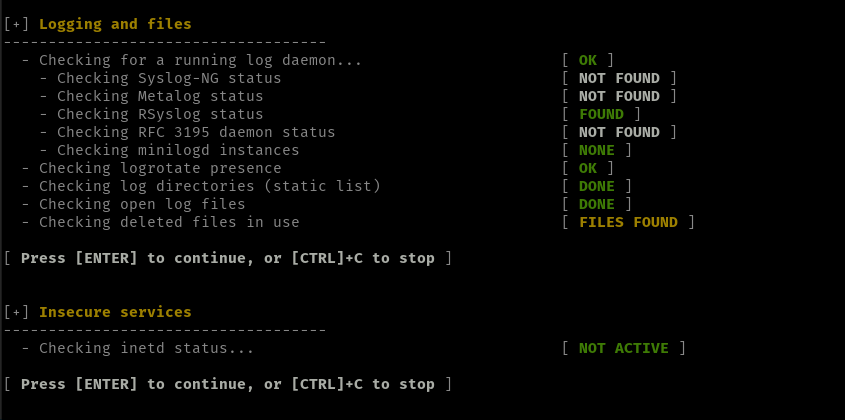 [+] Logging and files
------------------------------------
- Checking for a running log daemon... [ OK ]
- Checking Syslog-NG status [ NOT FOUND ]
- Checking Metalog status [ NOT FOUND ]
- Checking RSyslog status [ FOUND ]
- Checking RFC 3195 daemon status [ NOT FOUND ]
- Checking minilogd instances [ NONE ]
- Checking logrotate presence [ OK ]
- Checking log directories (static list) [ DONE ]
- Checking open log files [ DONE ]
- Checking deleted files in use [ FILES FOUND ]
[ Press [ENTER] to continue, or [CTRL]+C to stop ]
[+] Insecure services
------------------------------------
- Checking inetd status... [ NOT ACTIVE ]
[ Press [ENTER] to continue, or [CTRL]+C to stop ]